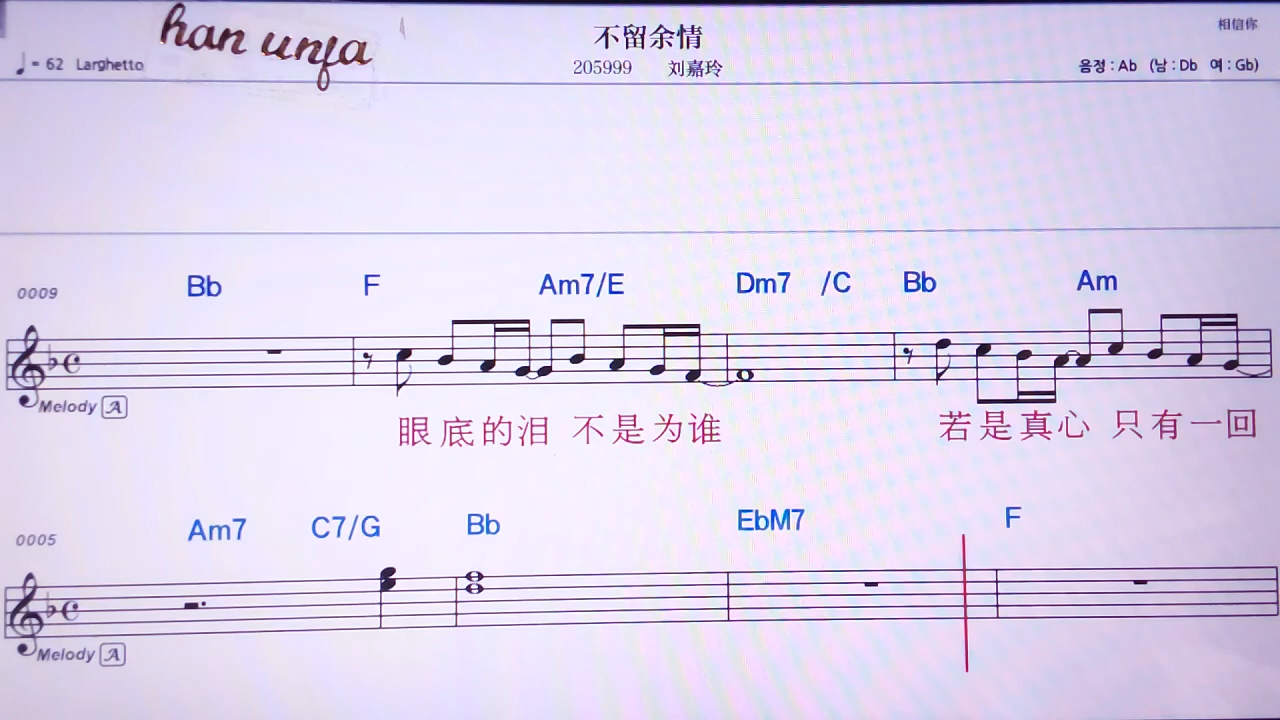 han unfa
不留余情
相信你
♩= 62 Larghetto
205999 刘嘉玲
음정 : Ab (남 : Db 여 : Gb)
0009 Bb F Am7/E Dm7 /C Bb Am
Melody A
眼底的泪 不是为谁 若是真心 只有一回
0005 Am7 C7/G Bb EbM7 F
Melody A